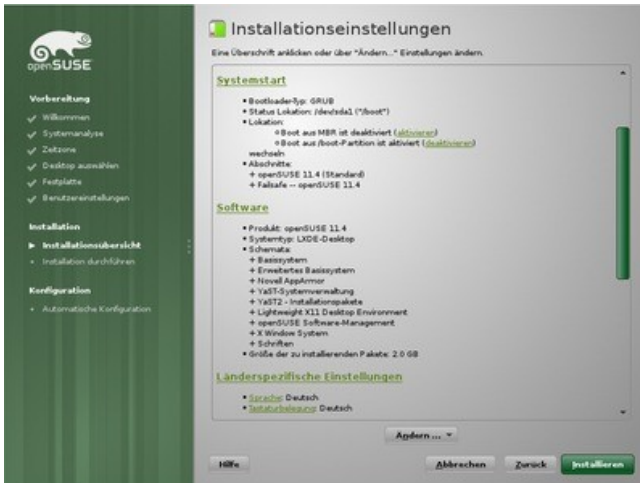 openSUSE
Vorbereitung
Willkommen
Systemanalyse
Zeitzone
Desktop auswählen
Festplatte
Benutzereinstellungen
Installation
Installationsübersicht
Installation durchführen
Konfiguration
Automatische Konfiguration
Installationseinstellungen
Eine Überschrift anklicken oder über "Ändern..." Einstellungen ändern.
Systemstart
Bootloader-Typ: GRUB
Status Lokation: /dev/sda1 ("/boot")
Lokation:
Boot aus MBR ist deaktiviert (aktivieren)
Boot aus /boot-Partition ist aktiviert (deaktivieren)
wechseln
Abschnitte:
+ openSUSE 11.4 (Standard)
+ Failsafe -- openSUSE 11.4
Software
Produkt: openSUSE 11.4
Systemtyp: LXDE-Desktop
Schemata:
+ Basissystem
+ Erweitertes Basissystem
+ Novell AppArmor
+ YaST-Systemverwaltung
+ YaST2 - Installationspakete
+ Lightweight X11 Desktop Environment
+ openSUSE Software-Management
+ X Window System
+ Schriften
Größe der zu installierenden Pakete: 2.0 GB
Länderspezifische Einstellungen
Sprache: Deutsch
Tastaturbelegung: Deutsch
Ändern ...
Hilfe
Abbrechen
Zurück
Installieren